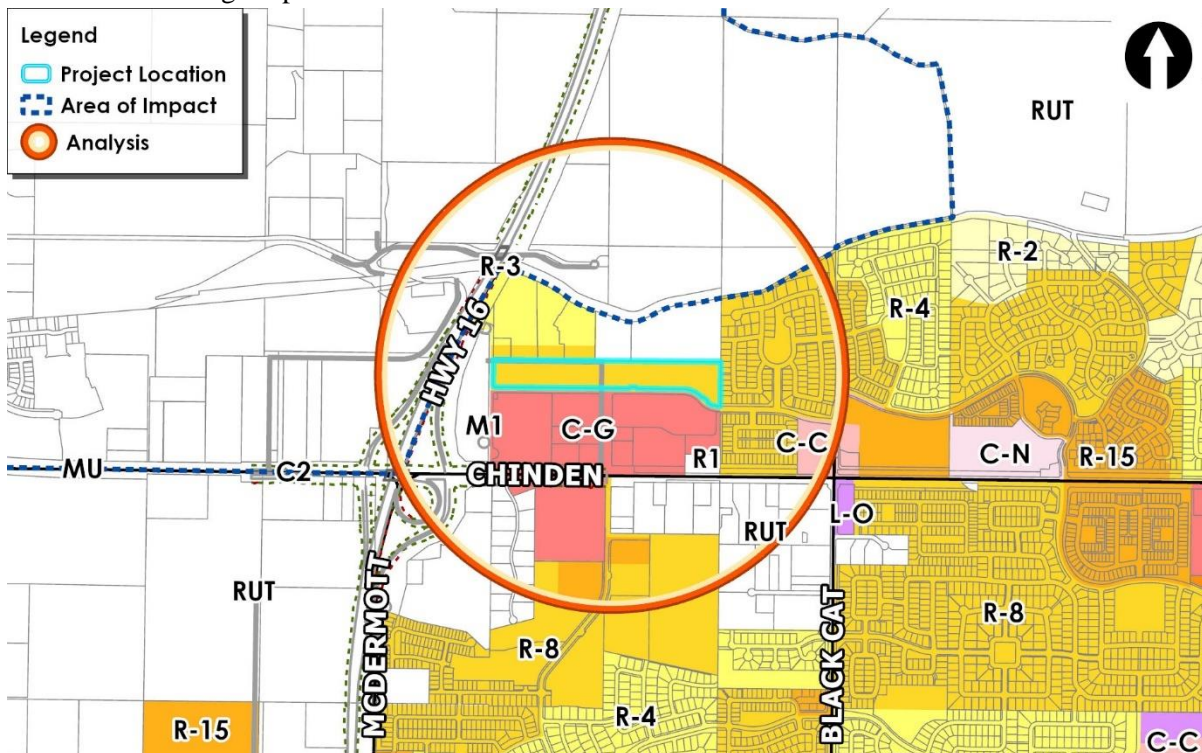 Legend
Project Location
Area of Impact
Analysis
RUT
R-3
R-2
R-4
HWY 16
M1
C-G
R1
C-C
C-N
R-15
MU
C2
CHINDEN
L-O
RUT
RUT
MCDERMOTT
BLACK CAT
R-8
R-8
R-4
R-15
C-C